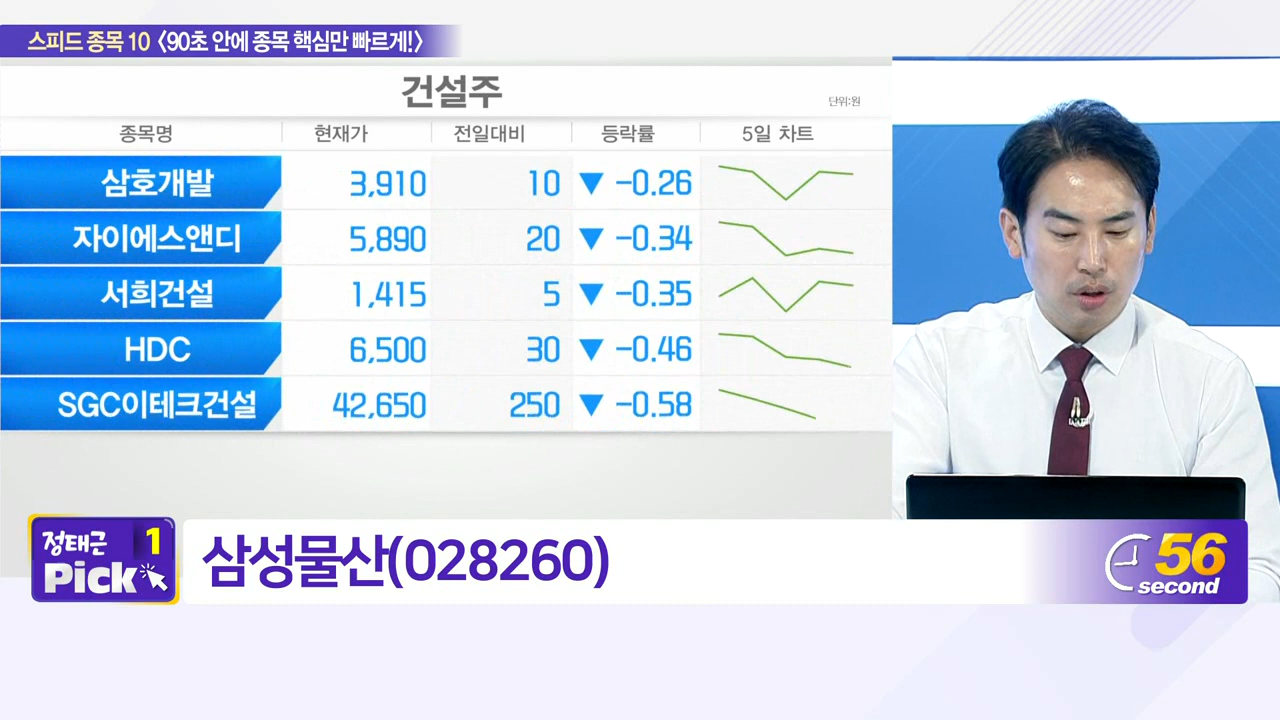 스피드 종목 10 〈90초 안에 종목 핵심만 빠르게!〉
건설주
단위:원
종목명 현재가 전일대비 등락률 5일 차트
삼호개발 3,910 10 ▼ -0.26
자이에스앤디 5,890 20 ▼ -0.34
서희건설 1,415 5 ▼ -0.35
HDC 6,500 30 ▼ -0.46
SGC이테크건설 42,650 250 ▼ -0.58
정태근 1
Pick
삼성물산(028260)
56
second